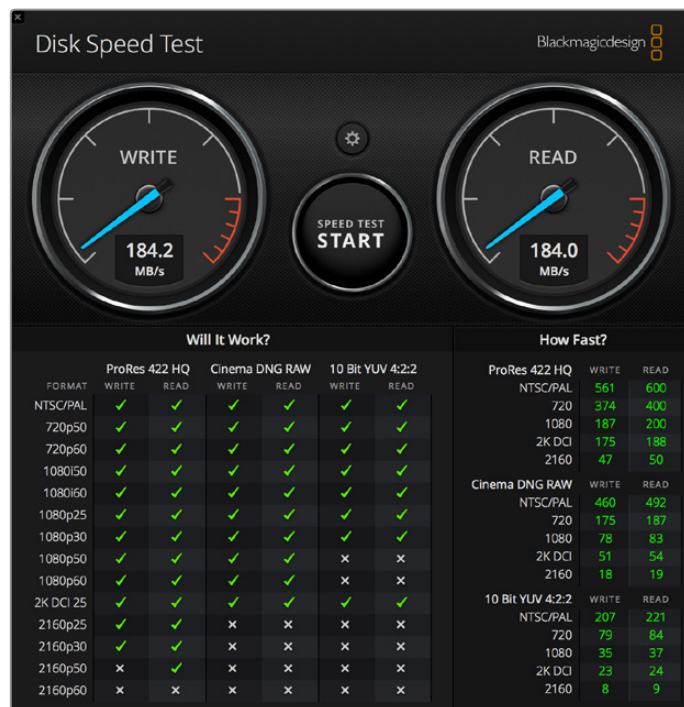 Disk Speed Test
Blackmagicdesign
WRITE
184.2
MB/s
SPEED TEST
START
READ
184.0
MB/s
Will It Work?
ProRes 422 HQ Cinema DNG RAW 10 Bit YUV 4:2:2
FORMAT WRITE READ WRITE READ WRITE READ
NTSC/PAL ✓ ✓ ✓ ✓ ✓ ✓
720p50 ✓ ✓ ✓ ✓ ✓ ✓
720p60 ✓ ✓ ✓ ✓ ✓ ✓
1080i50 ✓ ✓ ✓ ✓ ✓ ✓
1080i60 ✓ ✓ ✓ ✓ ✓ ✓
1080p25 ✓ ✓ ✓ ✓ ✓ ✓
1080p30 ✓ ✓ ✓ ✓ ✓ ✓
1080p50 ✓ ✓ ✓ ✓ × ×
1080p60 ✓ ✓ ✓ ✓ × ×
2K DCI 25 ✓ ✓ ✓ ✓ ✓ ✓
2160p25 ✓ ✓ × × × ×
2160p30 ✓ ✓ × × × ×
2160p50 × ✓ × × × ×
2160p60 × × × × × ×
How Fast?
ProRes 422 HQ WRITE READ
NTSC/PAL 561 600
720 374 400
1080 187 200
2K DCI 175 188
2160 47 50
Cinema DNG RAW WRITE READ
NTSC/PAL 460 492
720 175 187
1080 78 83
2K DCI 51 54
2160 18 19
10 Bit YUV 4:2:2 WRITE READ
NTSC/PAL 207 221
720 79 84
1080 35 37
2K DCI 23 24
2160 8 9